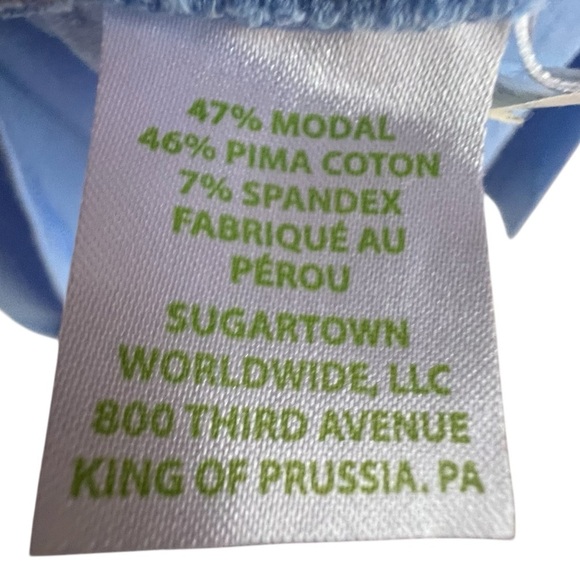 47% MODAL
46% PIMA COTON
7% SPANDEX
FABRIQUÉ AU
PÉROU
SUGARTOWN
WORLDWIDE, LLC
800 THIRD AVENUE
KING OF PRUSSIA. PA